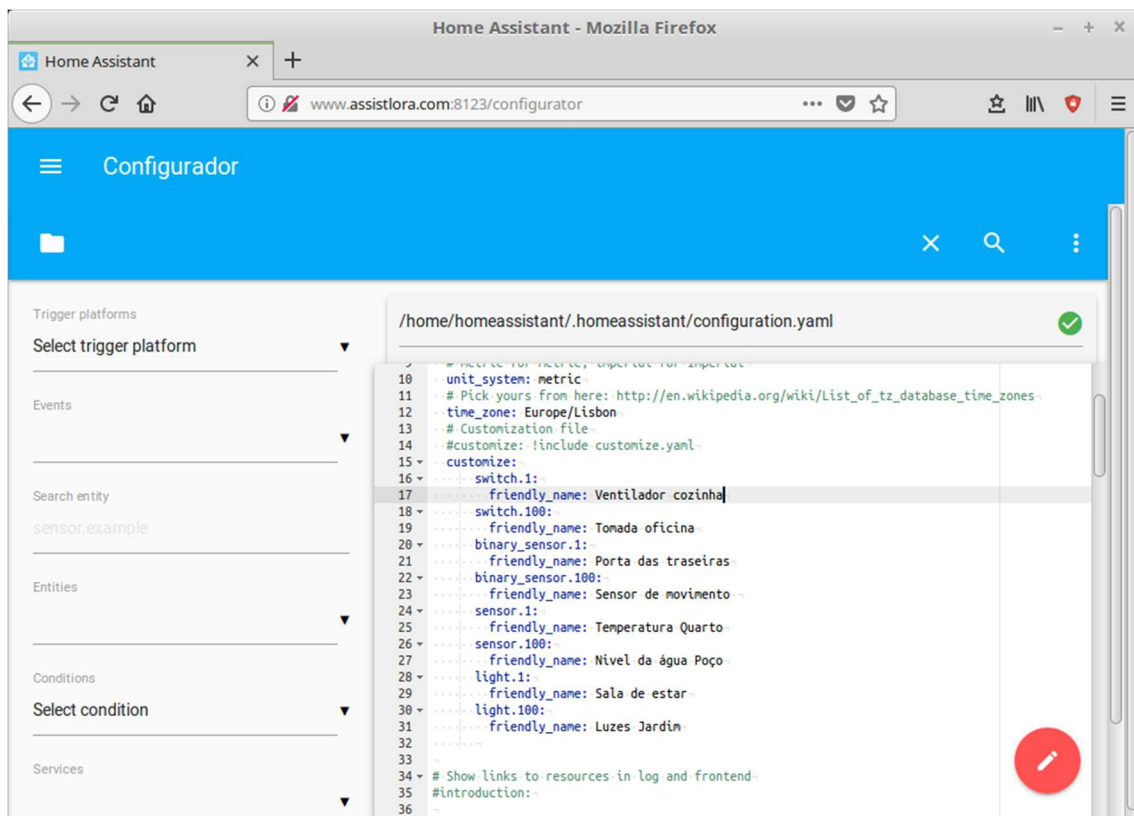 Home Assistant - Mozilla Firefox
Home Assistant
www.assistlora.com:8123/configurator
Configurador
Trigger platforms
Select trigger platform
Events
Search entity
sensor.example
Entities
Conditions
Select condition
Services
/home/homeassistant/.homeassistant/configuration.yaml
9 # Metric for Metric, Imperial for Imperial
10 unit_system: metric
11 # Pick yours from here: http://en.wikipedia.org/wiki/List_of_tz_database_time_zones
12 time_zone: Europe/Lisbon
13 # Customization file
14 #customize: !include customize.yaml
15 customize:
16 switch.1:
17 friendly_name: Ventilador cozinha
18 switch.100:
19 friendly_name: Tomada oficina
20 binary_sensor.1:
21 friendly_name: Porta das traseiras
22 binary_sensor.100:
23 friendly_name: Sensor de movimento
24 sensor.1:
25 friendly_name: Temperatura Quarto
26 sensor.100:
27 friendly_name: Nivel da água Poço
28 light.1:
29 friendly_name: Sala de estar
30 light.100:
31 friendly_name: Luzes Jardim
32
33
34 # Show links to resources in log and frontend
35 #introduction:
36